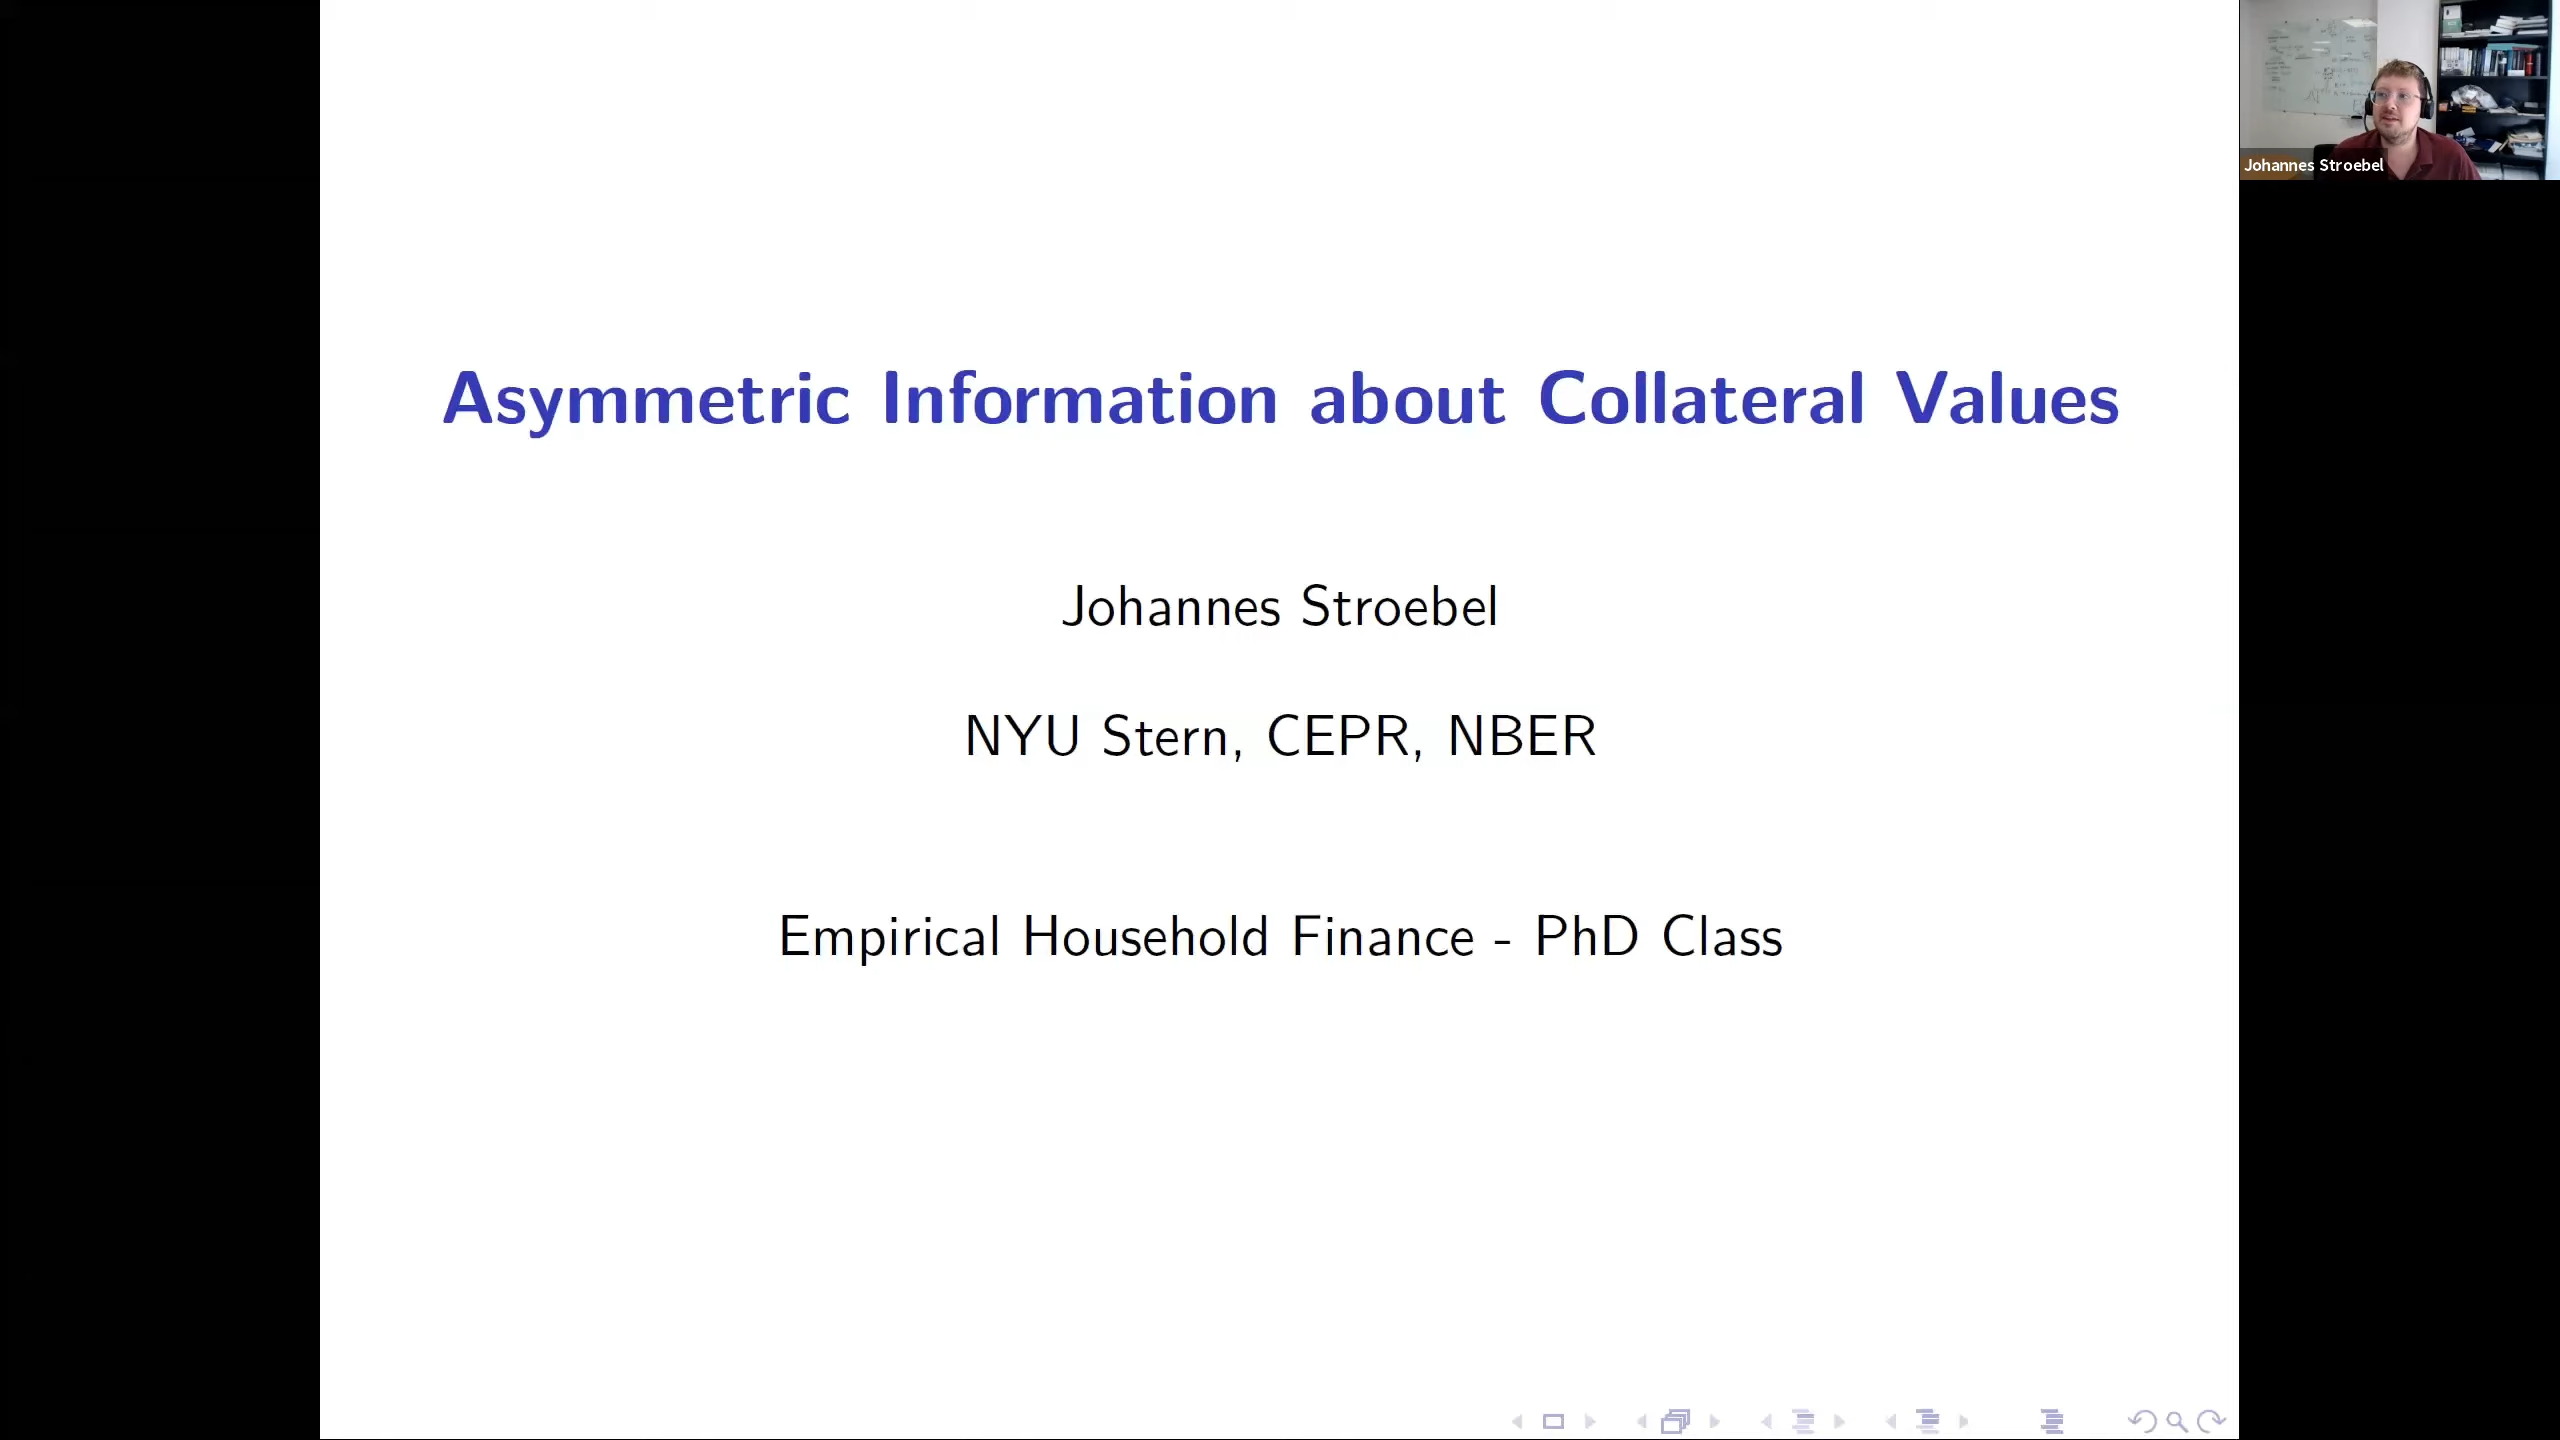 Asymmetric Information about Collateral Values
Johannes Stroebel
NYU Stern, CEPR, NBER
Empirical Household Finance - PhD Class
Johannes Stroebel